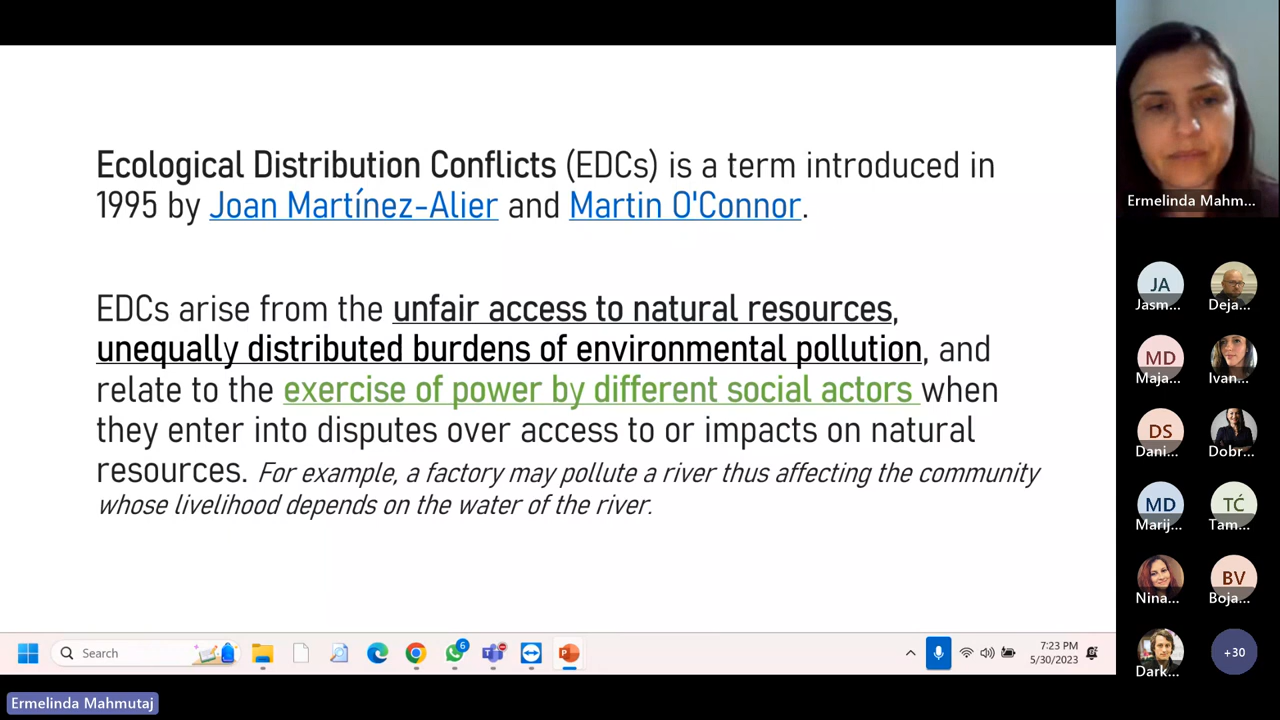 Ecological Distribution Conflicts (EDCs) is a term introduced in
1995 by Joan Martínez-Alier and Martin O'Connor.
EDCs arise from the unfair access to natural resources,
unequally distributed burdens of environmental pollution, and
relate to the exercise of power by different social actors when
they enter into disputes over access to or impacts on natural
resources. For example, a factory may pollute a river thus affecting the community
whose livelihood depends on the water of the river.
Search
6
7:23 PM
5/30/2023
Ermelinda Mahmutaj
Ermelinda Mahm...
JA
Jasm...
Deja...
MD
Maja...
Ivan...
DS
Dani...
Dobr...
MD
Marij...
TĆ
Tam...
Nina...
BV
Boja...
Dark...
+30